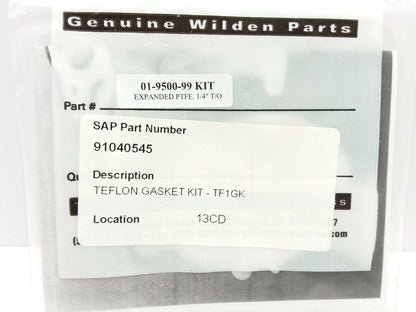 Genuine Wilden Parts
01-9500-99 KIT
EXPANDED PTFE, 1/4" T/O
Part #
SAP Part Number
91040545
Description
TEFLON GASKET KIT - TF1GK
Location 13CD